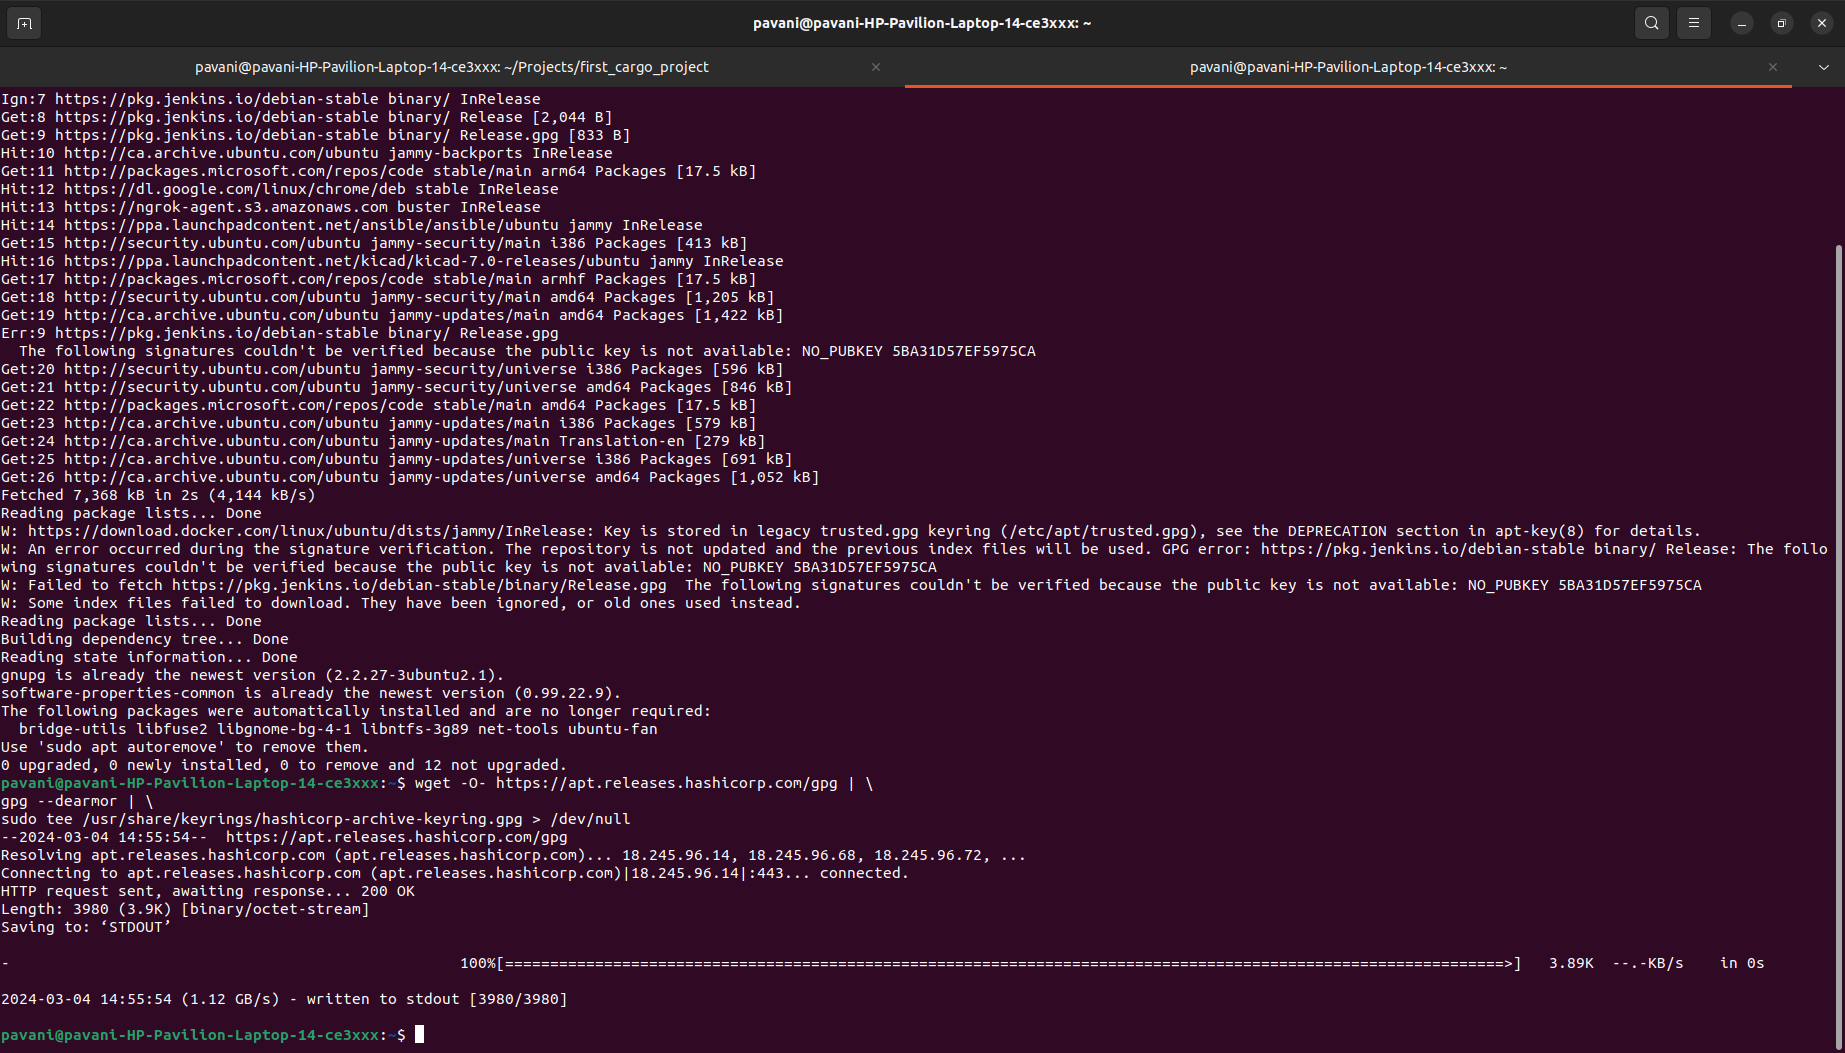 pavani@pavani-HP-Pavilion-Laptop-14-ce3xxx: ~
pavani@pavani-HP-Pavilion-Laptop-14-ce3xxx: ~/Projects/first_cargo_project
pavani@pavani-HP-Pavilion-Laptop-14-ce3xxx: ~
Ign:7 https://pkg.jenkins.io/debian-stable binary/ InRelease
Get:8 https://pkg.jenkins.io/debian-stable binary/ Release [2,044 B]
Get:9 https://pkg.jenkins.io/debian-stable binary/ Release.gpg [833 B]
Hit:10 http://ca.archive.ubuntu.com/ubuntu jammy-backports InRelease
Get:11 http://packages.microsoft.com/repos/code stable/main arm64 Packages [17.5 kB]
Hit:12 https://dl.google.com/linux/chrome/deb stable InRelease
Hit:13 https://ngrok-agent.s3.amazonaws.com buster InRelease
Hit:14 https://ppa.launchpadcontent.net/ansible/ansible/ubuntu jammy InRelease
Get:15 http://security.ubuntu.com/ubuntu jammy-security/main i386 Packages [413 kB]
Hit:16 https://ppa.launchpadcontent.net/kicad/kicad-7.0-releases/ubuntu jammy InRelease
Get:17 http://packages.microsoft.com/repos/code stable/main armhf Packages [17.5 kB]
Get:18 http://security.ubuntu.com/ubuntu jammy-security/main amd64 Packages [1,205 kB]
Get:19 http://ca.archive.ubuntu.com/ubuntu jammy-updates/main amd64 Packages [1,422 kB]
Err:9 https://pkg.jenkins.io/debian-stable binary/ Release.gpg
  The following signatures couldn't be verified because the public key is not available: NO_PUBKEY 5BA31D57EF5975CA
Get:20 http://security.ubuntu.com/ubuntu jammy-security/universe i386 Packages [596 kB]
Get:21 http://security.ubuntu.com/ubuntu jammy-security/universe amd64 Packages [846 kB]
Get:22 http://packages.microsoft.com/repos/code stable/main amd64 Packages [17.5 kB]
Get:23 http://ca.archive.ubuntu.com/ubuntu jammy-updates/main i386 Packages [579 kB]
Get:24 http://ca.archive.ubuntu.com/ubuntu jammy-updates/main Translation-en [279 kB]
Get:25 http://ca.archive.ubuntu.com/ubuntu jammy-updates/universe i386 Packages [691 kB]
Get:26 http://ca.archive.ubuntu.com/ubuntu jammy-updates/universe amd64 Packages [1,052 kB]
Fetched 7,368 kB in 2s (4,144 kB/s)
Reading package lists... Done
W: https://download.docker.com/linux/ubuntu/dists/jammy/InRelease: Key is stored in legacy trusted.gpg keyring (/etc/apt/trusted.gpg), see the DEPRECATION section in apt-key(8) for details.
W: An error occurred during the signature verification. The repository is not updated and the previous index files will be used. GPG error: https://pkg.jenkins.io/debian-stable binary/ Release: The follo
wing signatures couldn't be verified because the public key is not available: NO_PUBKEY 5BA31D57EF5975CA
W: Failed to fetch https://pkg.jenkins.io/debian-stable/binary/Release.gpg  The following signatures couldn't be verified because the public key is not available: NO_PUBKEY 5BA31D57EF5975CA
W: Some index files failed to download. They have been ignored, or old ones used instead.
Reading package lists... Done
Building dependency tree... Done
Reading state information... Done
gnupg is already the newest version (2.2.27-3ubuntu2.1).
software-properties-common is already the newest version (0.99.22.9).
The following packages were automatically installed and are no longer required:
  bridge-utils libfuse2 libgnome-bg-4-1 libntfs-3g89 net-tools ubuntu-fan
Use 'sudo apt autoremove' to remove them.
0 upgraded, 0 newly installed, 0 to remove and 12 not upgraded.
pavani@pavani-HP-Pavilion-Laptop-14-ce3xxx:~$ wget -O- https://apt.releases.hashicorp.com/gpg | \
gpg --dearmor | \
sudo tee /usr/share/keyrings/hashicorp-archive-keyring.gpg > /dev/null
--2024-03-04 14:55:54--  https://apt.releases.hashicorp.com/gpg
Resolving apt.releases.hashicorp.com (apt.releases.hashicorp.com)... 18.245.96.14, 18.245.96.68, 18.245.96.72, ...
Connecting to apt.releases.hashicorp.com (apt.releases.hashicorp.com)|18.245.96.14|:443... connected.
HTTP request sent, awaiting response... 200 OK
Length: 3980 (3.9K) [binary/octet-stream]
Saving to: ‘STDOUT’
-                                                  100%[===============================================================================================================>]   3.89K  --.-KB/s    in 0s
2024-03-04 14:55:54 (1.12 GB/s) - written to stdout [3980/3980]
pavani@pavani-HP-Pavilion-Laptop-14-ce3xxx:~$